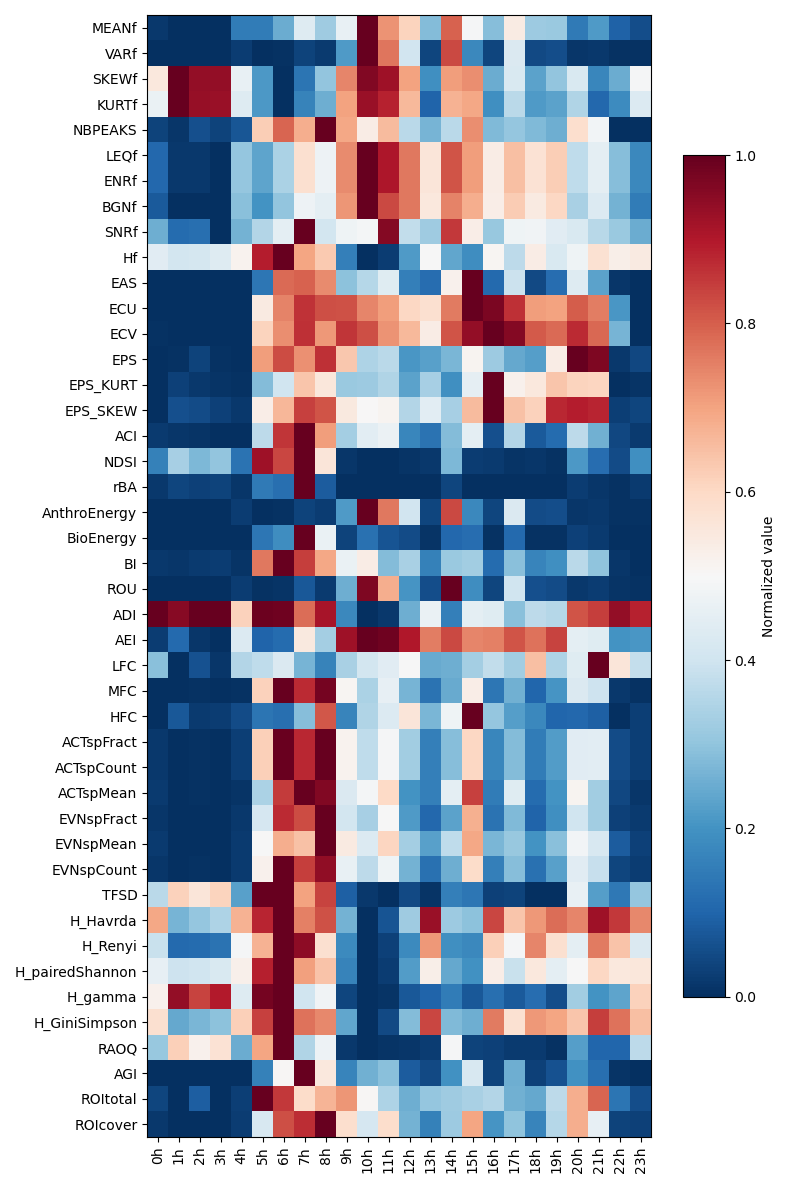 MEANf
VARf
SKEWf
KURTf
NBPEAKS
LEQf
ENRf
BGNf
SNRf
Hf
EAS
ECU
ECV
EPS
EPS_KURT
EPS_SKEW
ACI
NDSI
rBA
AnthroEnergy
BioEnergy
BI
ROU
ADI
AEI
LFC
MFC
HFC
ACTspFract
ACTspCount
ACTspMean
EVNspFract
EVNspMean
EVNspCount
TFSD
H_Havrda
H_Renyi
H_pairedShannon
H_gamma
H_GiniSimpson
RAOQ
AGI
ROItotal
ROIcover
0h 1h 2h 3h 4h 5h 6h 7h 8h 9h 10h 11h 12h 13h 14h 15h 16h 17h 18h 19h 20h 21h 22h 23h
1.0
0.8
0.6
0.4
0.2
0.0
Normalized value